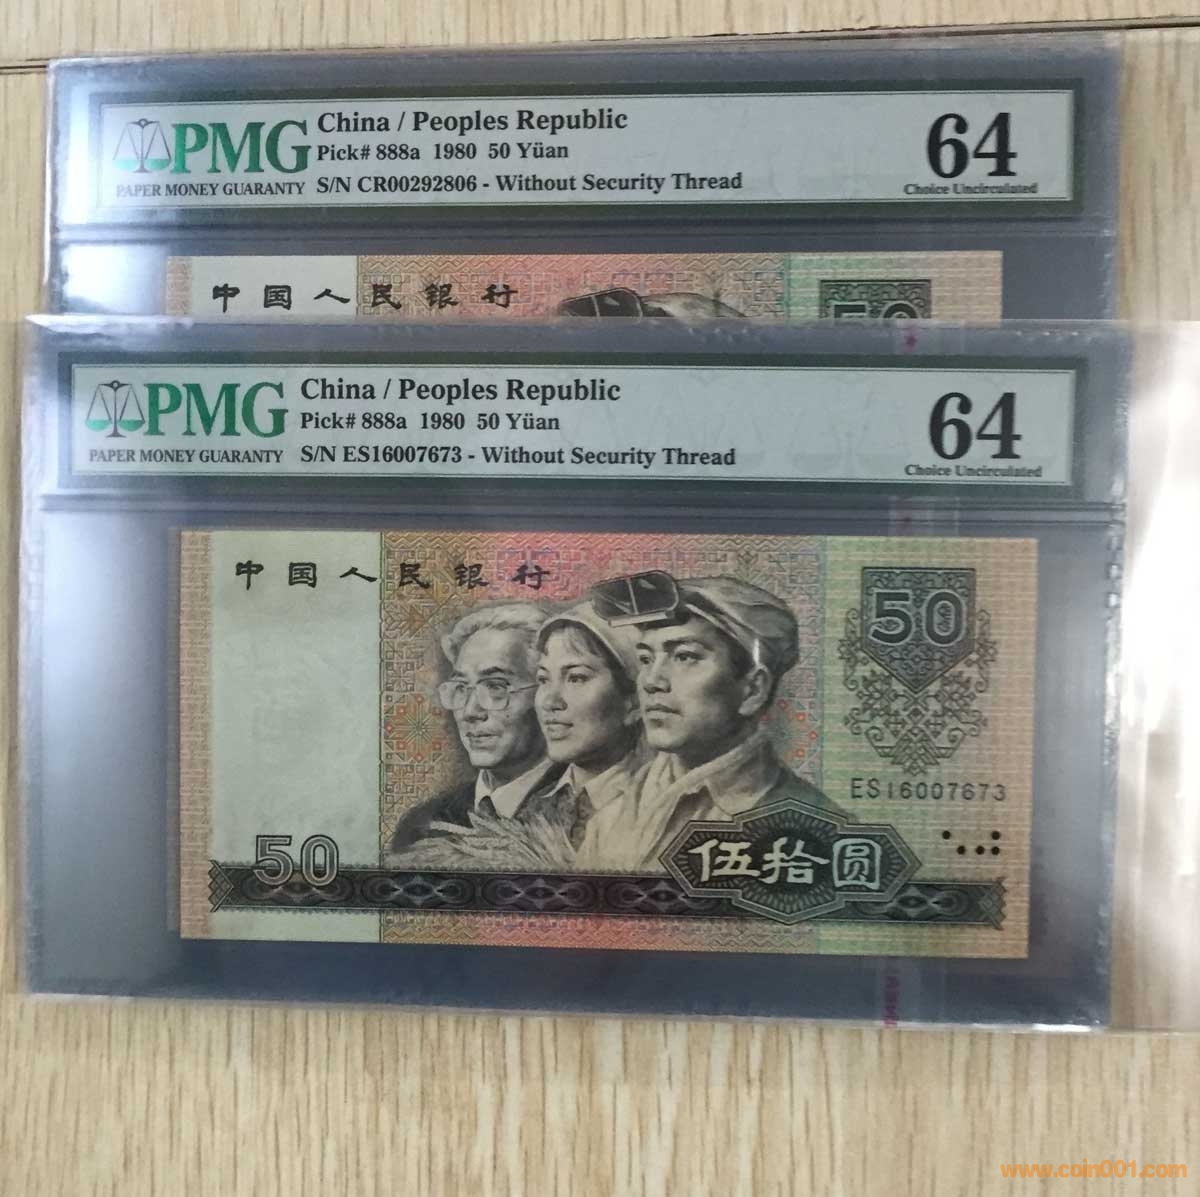 PMG
PAPER MONEY GUARANTY
China / Peoples Republic
Pick# 888a 1980 50 Yüan
S/N CR00292806 - Without Security Thread
64
Choice Uncirculated
中国人民银行
50
PMG
PAPER MONEY GUARANTY
China / Peoples Republic
Pick# 888a 1980 50 Yüan
S/N ES16007673 - Without Security Thread
64
Choice Uncirculated
中国人民银行
50
ES16007673
50
伍拾圆
www.coin001.com